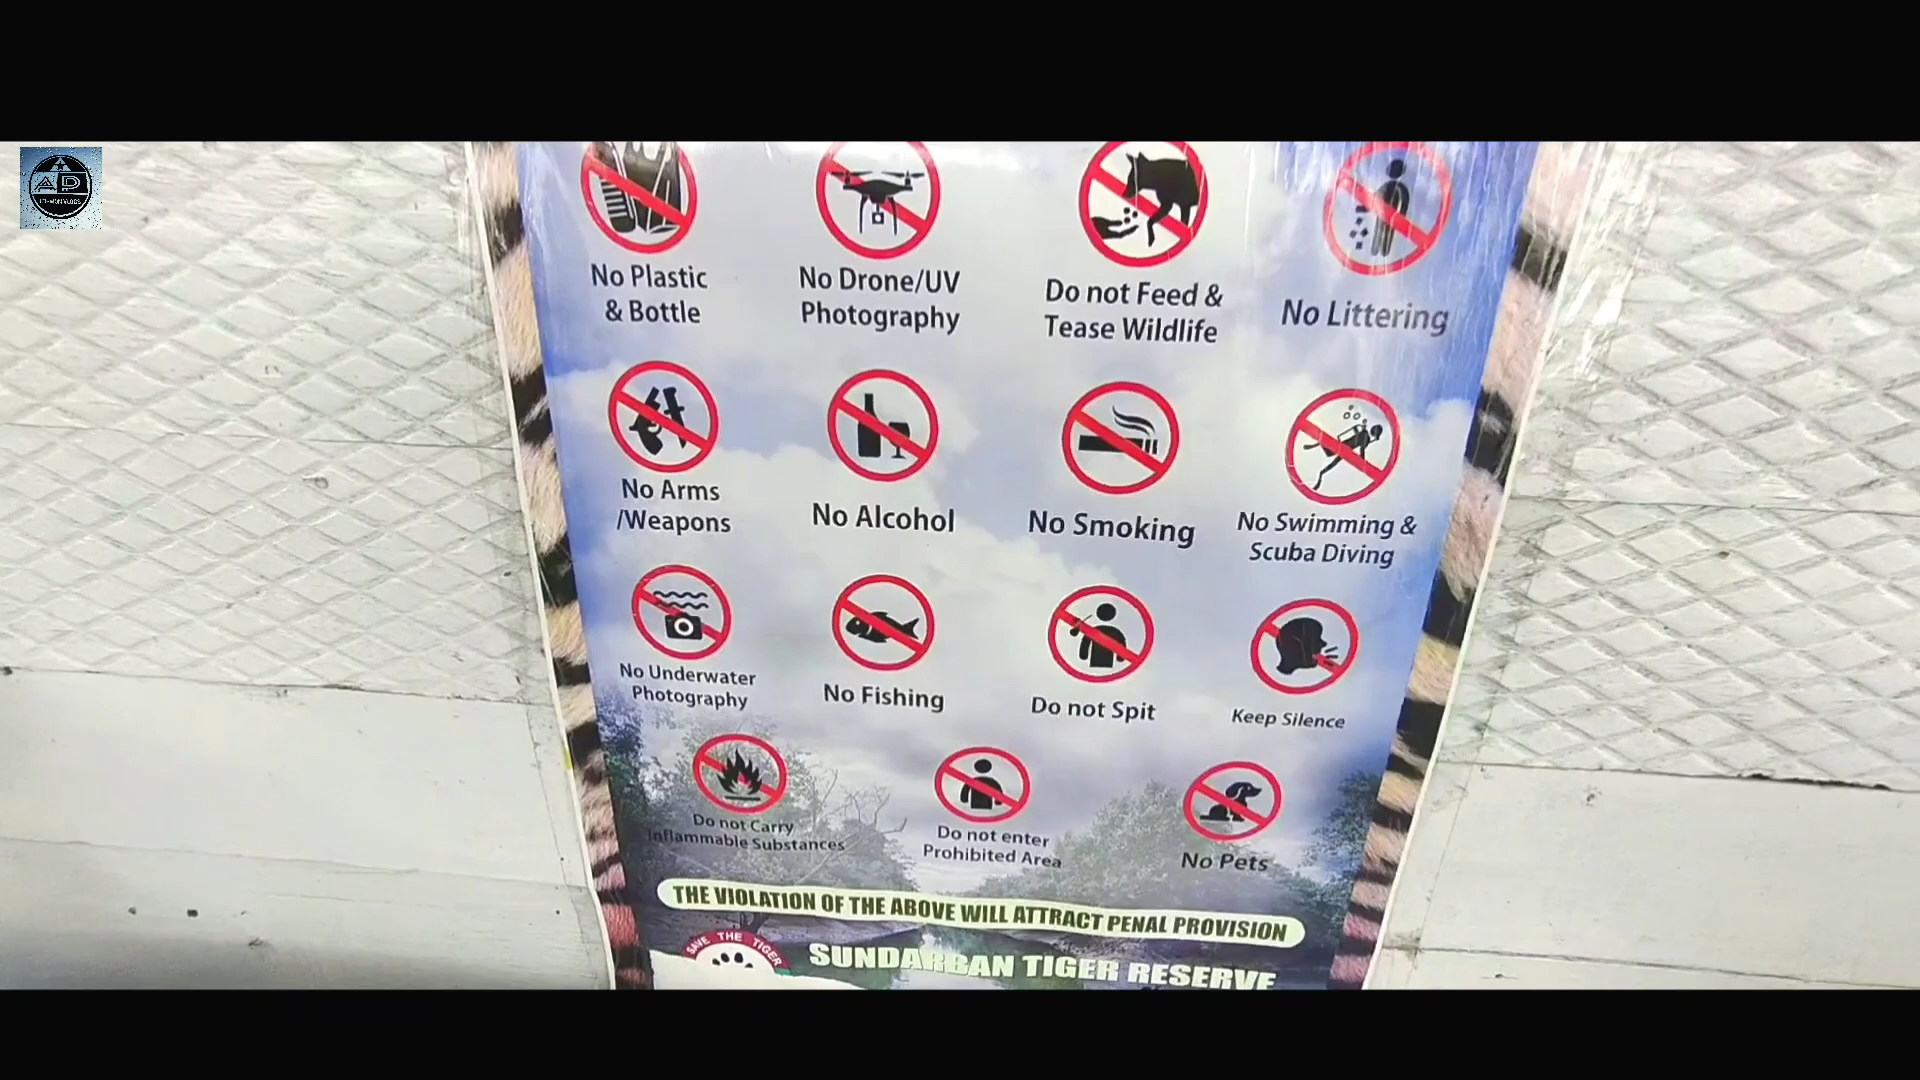 No Plastic
& Bottle
No Drone/UV
Photography
Do not Feed &
Tease Wildlife
No Littering
No Arms
/Weapons
No Alcohol
No Smoking
No Swimming &
Scuba Diving
No Underwater
Photography
No Fishing
Do not Spit
Keep Silence
Do not Carry
Inflammable Substances
Do not enter
Prohibited Area
No Pets
THE VIOLATION OF THE ABOVE WILL ATTRACT PENAL PROVISION
SAVE THE TIGER
SUNDARBAN TIGER RESERVE